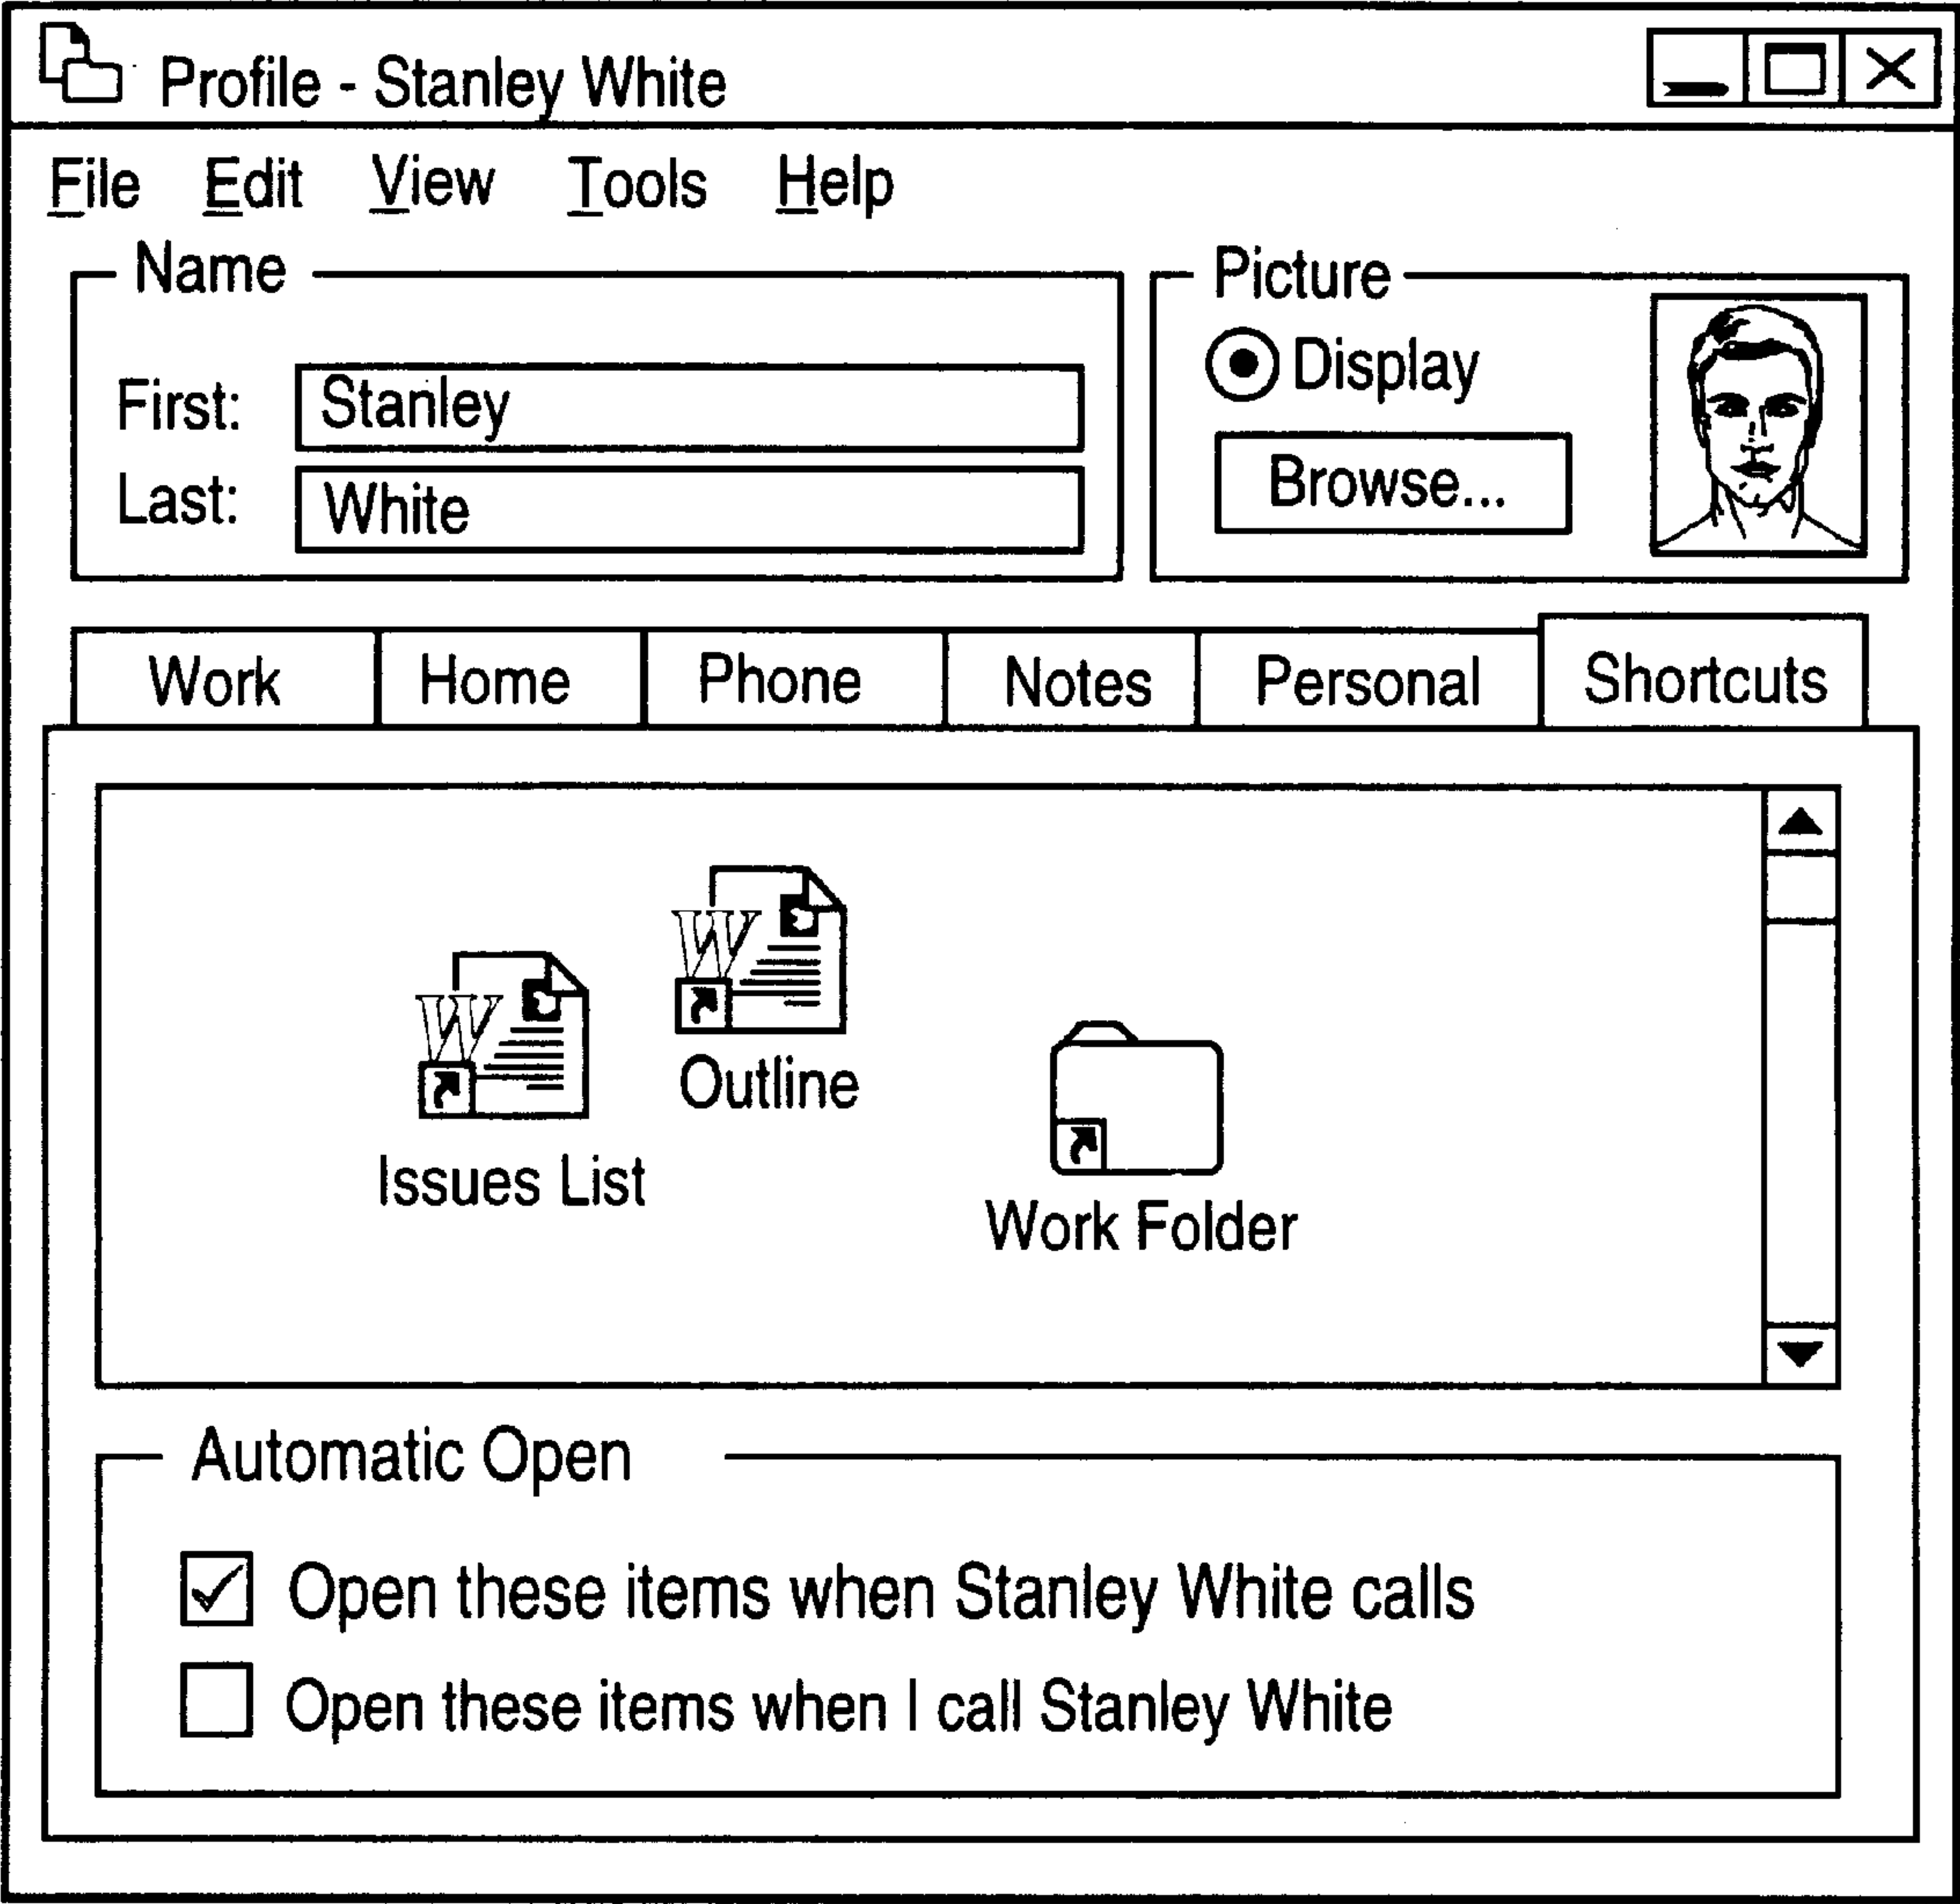 Profile - Stanley White
File Edit View Tools Help
Name
Picture
First: Stanley
Display
Last: White
Browse...
Work Home Phone Notes Personal Shortcuts
W
Outline
W
Issues List
Work Folder
Automatic Open
Open these items when Stanley White calls
Open these items when I call Stanley White